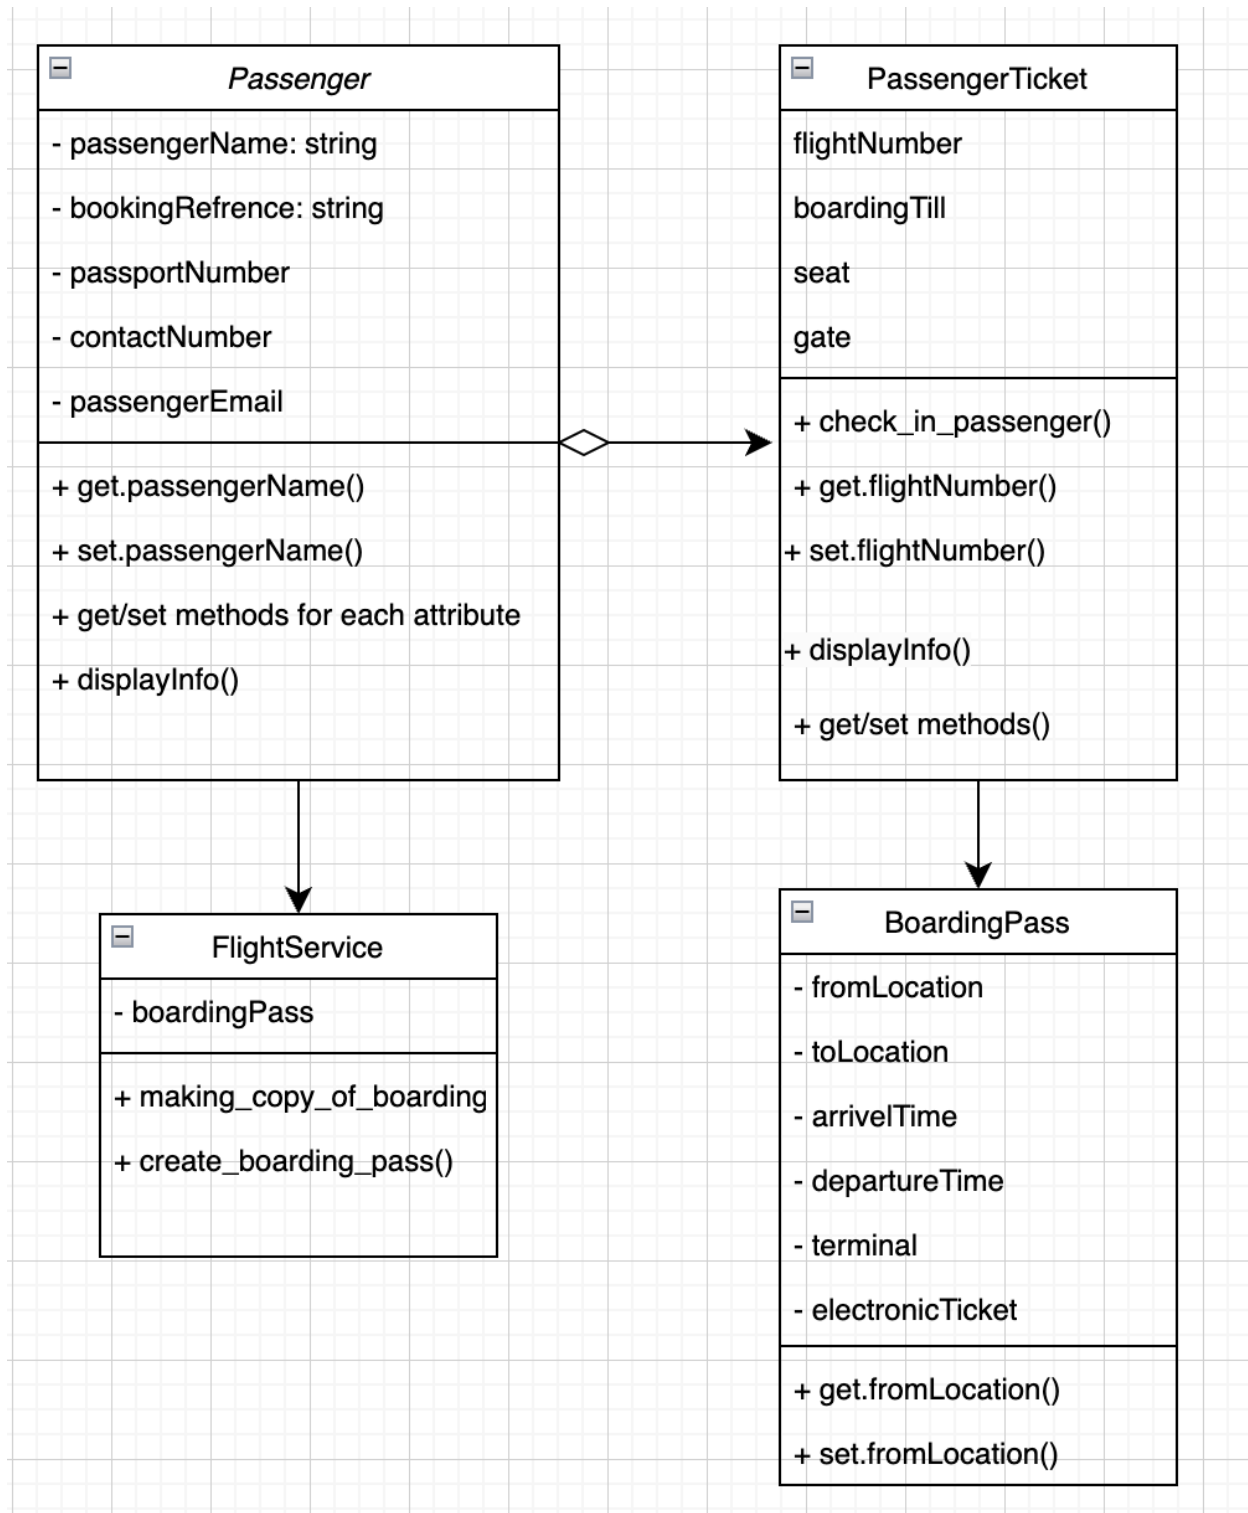 Passenger
- passengerName: string
- bookingRefrence: string
- passportNumber
- contactNumber
- passengerEmail
+ get.passengerName()
+ set.passengerName()
+ get/set methods for each attribute
+ displayInfo()
PassengerTicket
flightNumber
boardingTill
seat
gate
+ check_in_passenger()
+ get.flightNumber()
+ set.flightNumber()
+ displayInfo()
+ get/set methods()
FlightService
- boardingPass
+ making_copy_of_boarding
+ create_boarding_pass()
BoardingPass
- fromLocation
- toLocation
- arrivelTime
- departureTime
- terminal
- electronicTicket
+ get.fromLocation()
+ set.fromLocation()